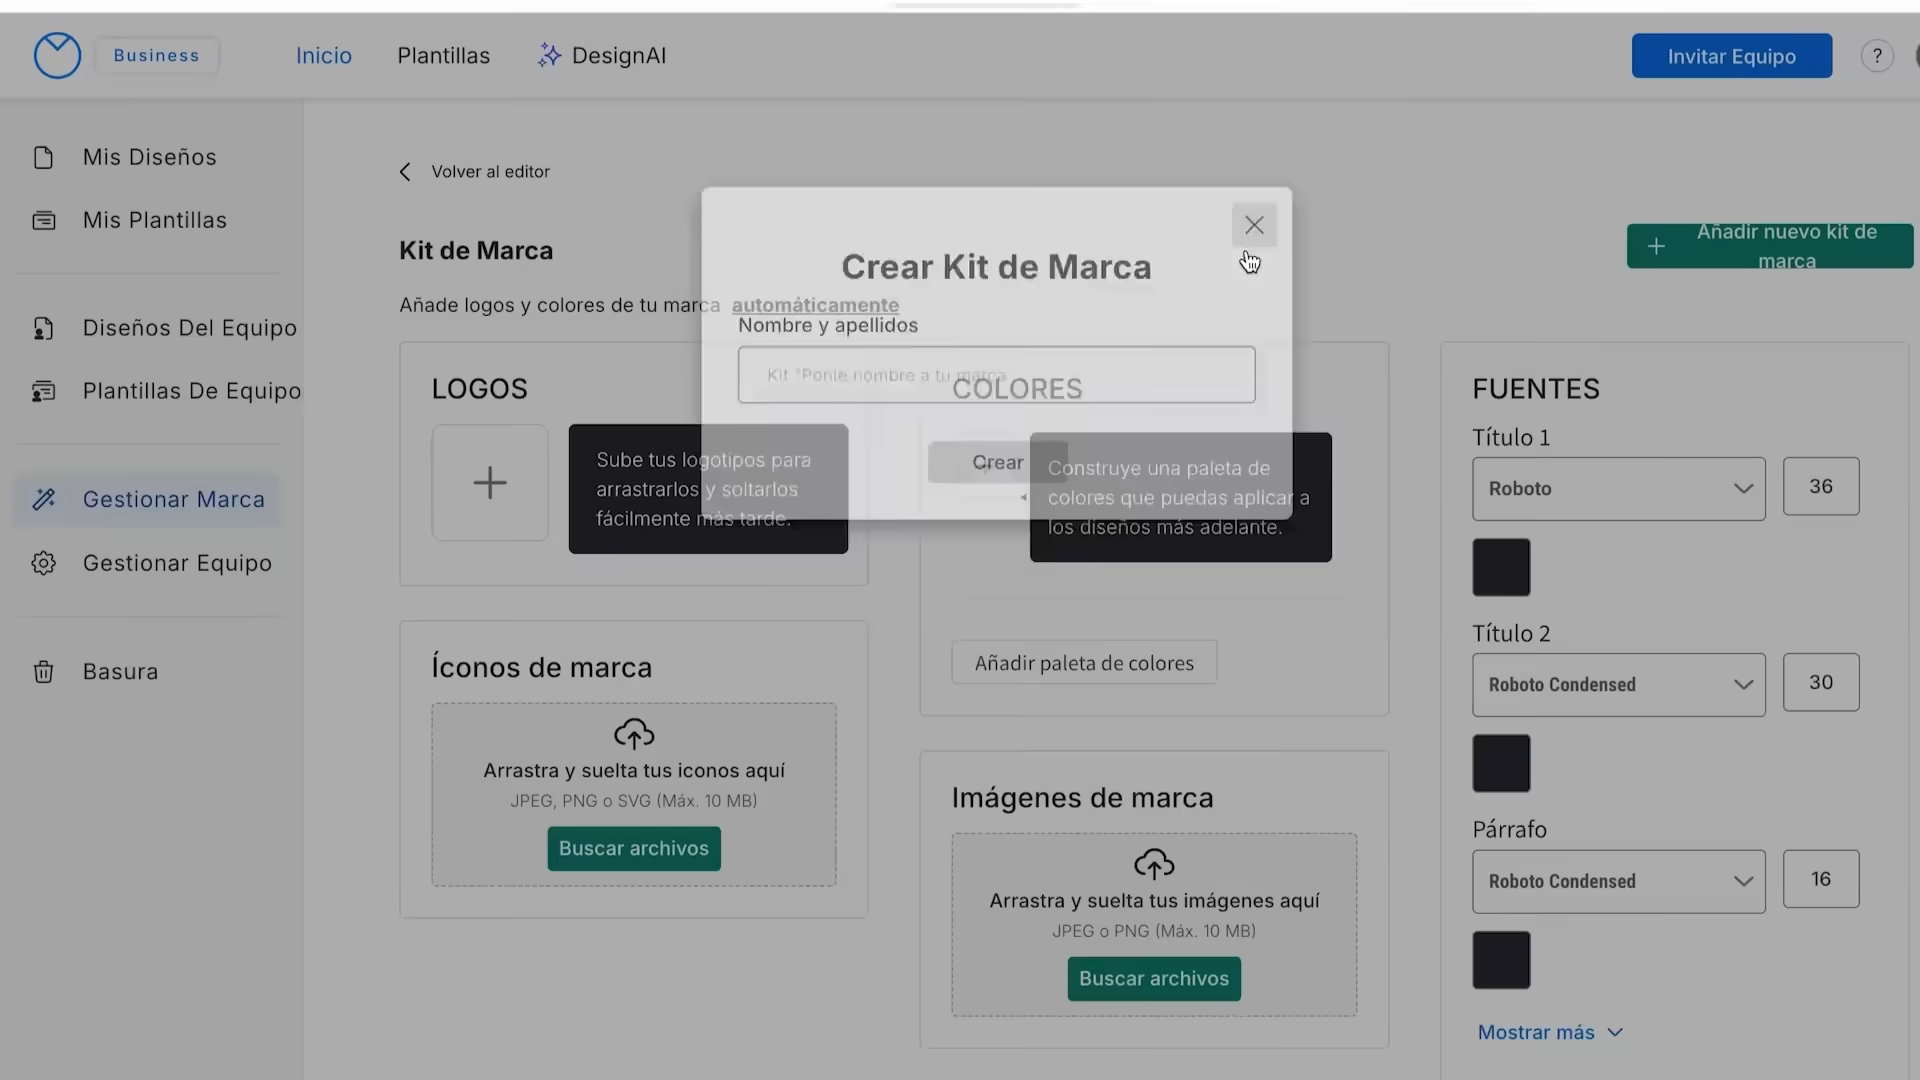 Business
Inicio
Plantillas
DesignAI
Invitar Equipo
?
Mis Diseños
Mis Plantillas
Diseños Del Equipo
Plantillas De Equipo
Gestionar Marca
Gestionar Equipo
Basura
Volver al editor
Kit de Marca
Añadir nuevo kit de
marca
Añade logos y colores de tu marca automáticamente
Crear Kit de Marca
Nombre y apellidos
Kit "Ponle nombre a tu marca
Crear
LOGOS
Sube tus logotipos para
arrastrarlos y soltarlos
fácilmente más tarde.
COLORES
Construye una paleta de
colores que puedas aplicar a
los diseños más adelante.
Añadir paleta de colores
Íconos de marca
Arrastra y suelta tus iconos aquí
JPEG, PNG o SVG (Máx. 10 MB)
Buscar archivos
Imágenes de marca
Arrastra y suelta tus imágenes aquí
JPEG o PNG (Máx. 10 MB)
Buscar archivos
FUENTES
Título 1
Roboto
36
Título 2
Roboto Condensed
30
Párrafo
Roboto Condensed
16
Mostrar más